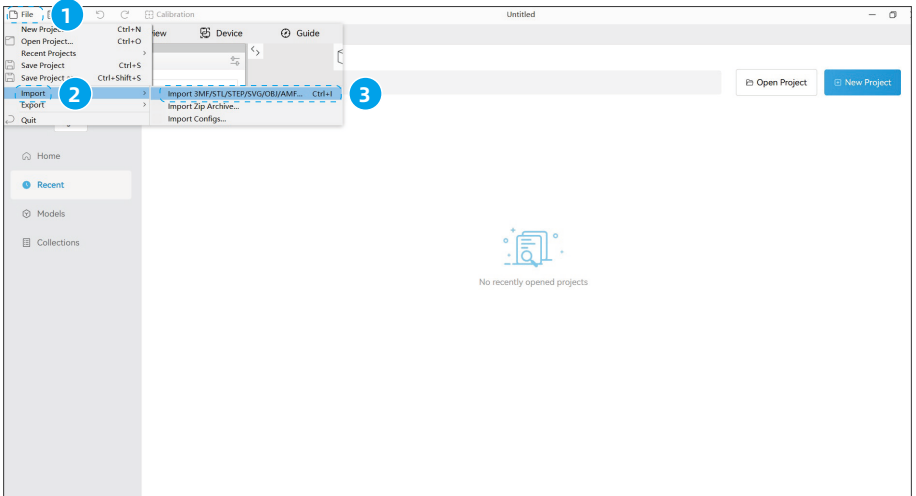 File
1
Calibration
Untitled
New Projec
Ctrl+N
iew
Device
Guide
Open Project...
Ctrl+O
Recent Projects
Save Project
Ctrl+S
Save Project
Ctrl+Shift+S
Import
2
Import 3MF/STL/STEP/SVG/OBJ/AMF... Ctrl+I
3
Open Project
New Project
Export
Import Zip Archive...
Quit
Import Configs...
Home
Recent
Models
Collections
No recently opened projects